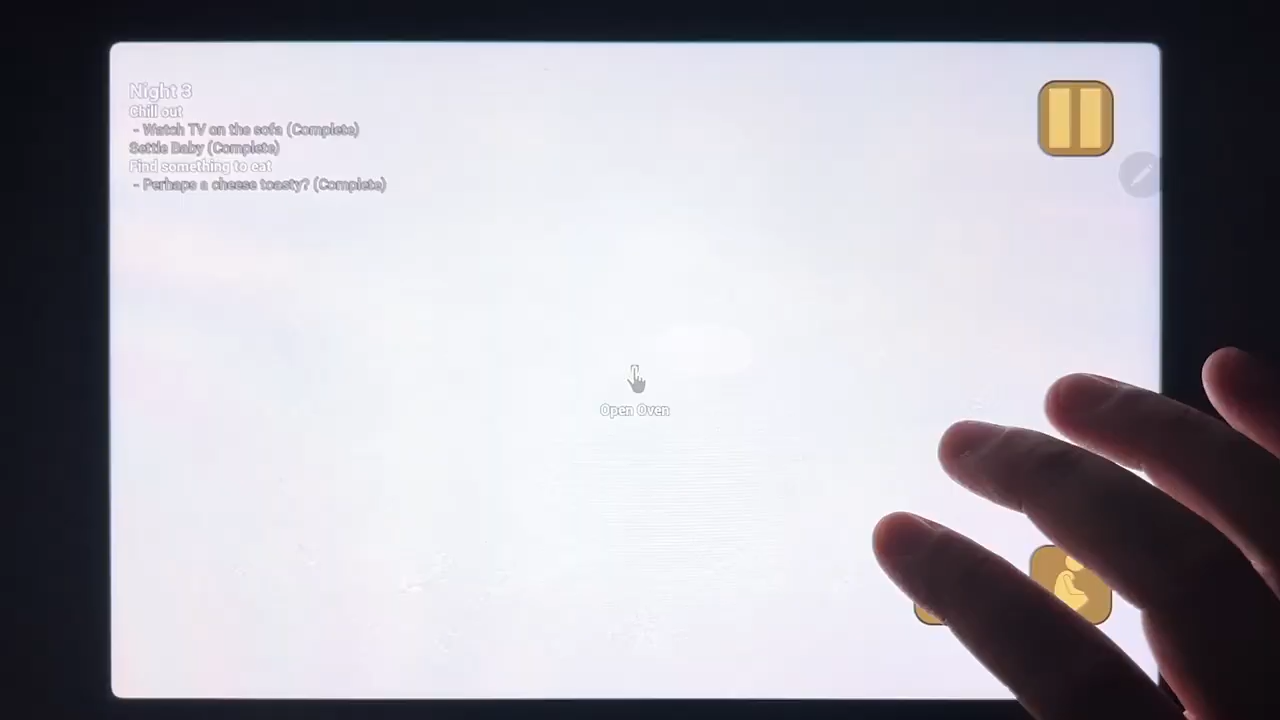 Night 3
Chill out
- Watch TV on the sofa (Complete)
Settle Baby (Complete)
Find something to eat
- Perhaps a cheese toasty? (Complete)
Open Oven